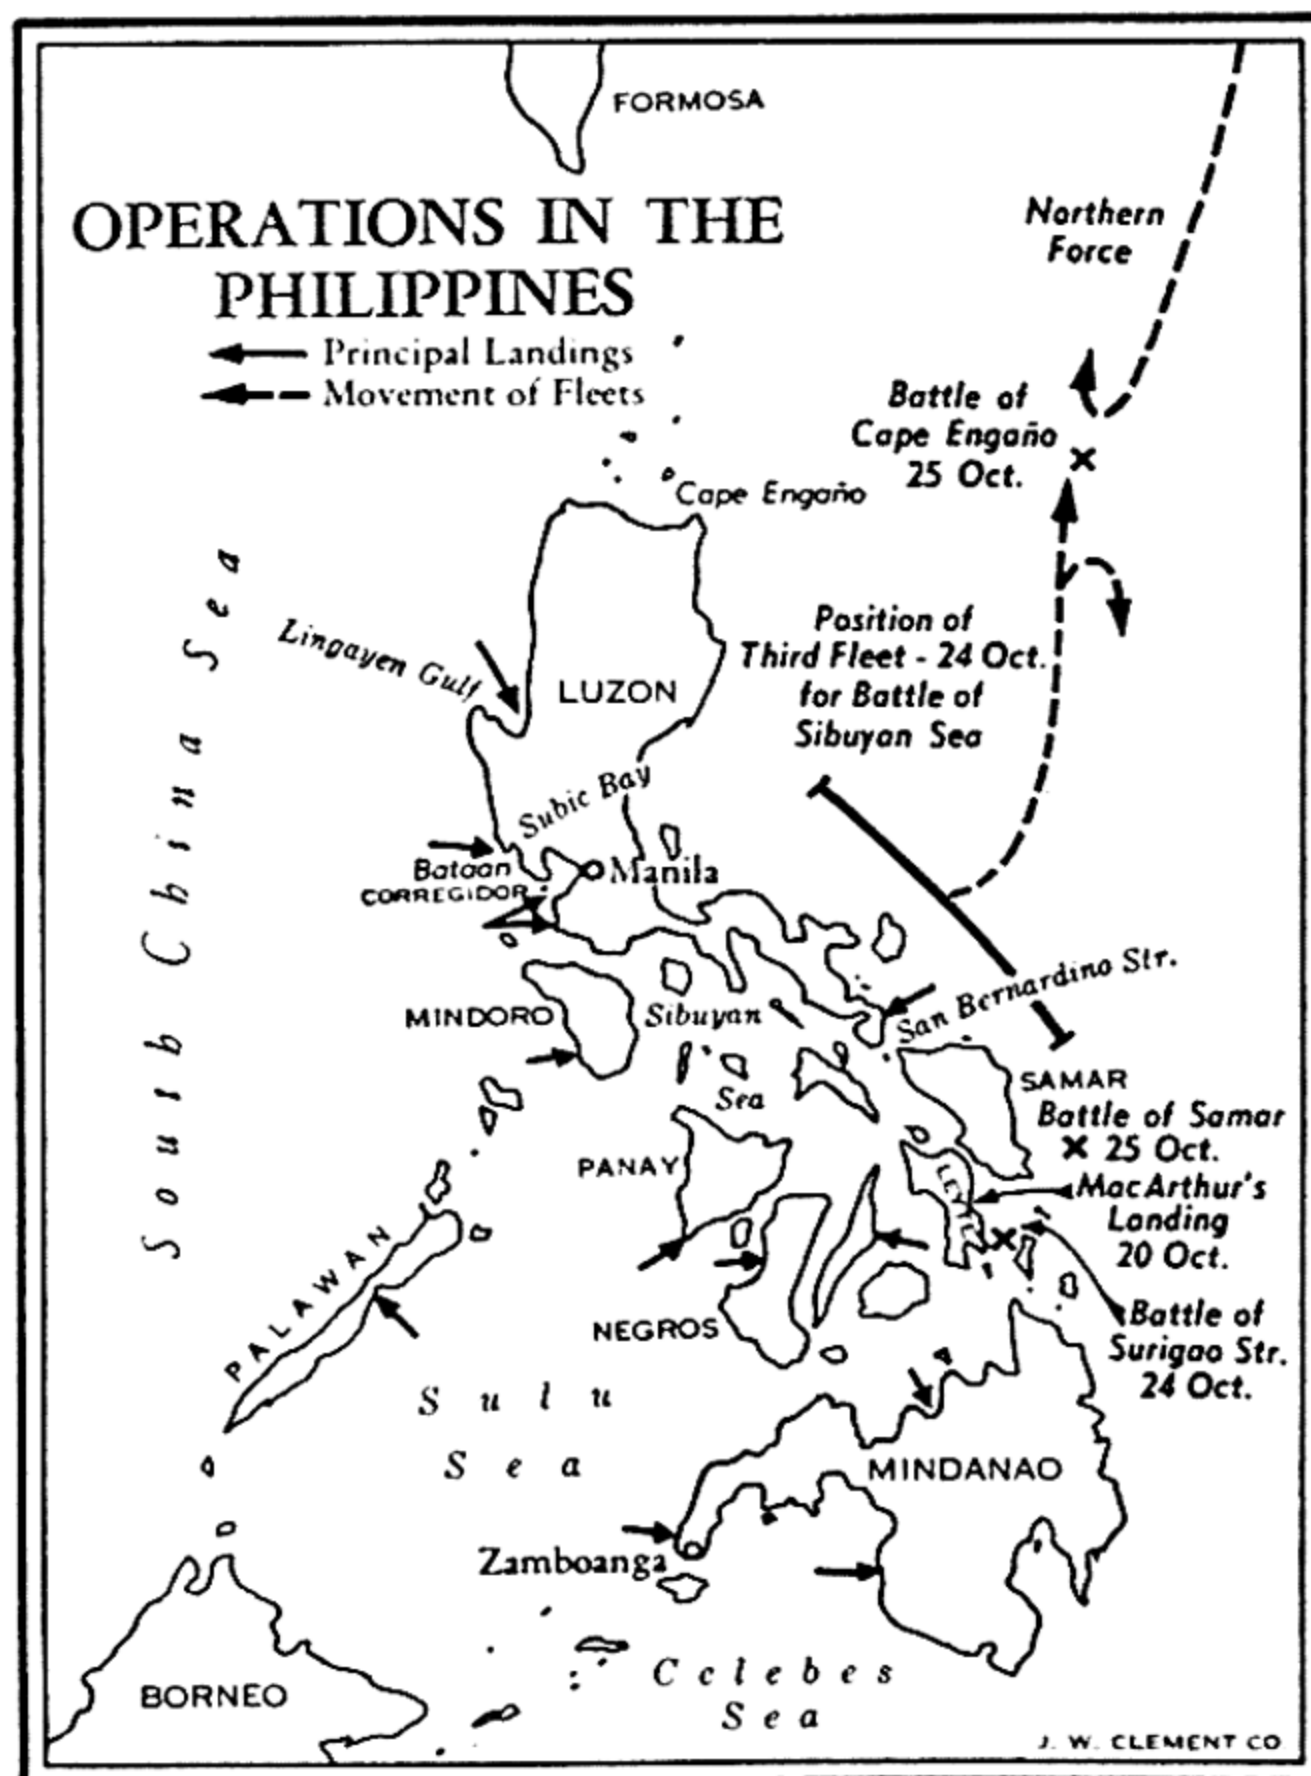 FORMOSA
OPERATIONS IN THE
PHILIPPINES
Principal Landings
Movement of Fleets
Northern
Force
Battle of
Cape Engaño
25 Oct.
Cape Engaño
South China Sea
Lingayen Gulf
LUZON
Position of
Third Fleet - 24 Oct.
for Battle of
Sibuyan Sea
Subic Bay
Bataan
Manila
CORREGIDOR
San Bernardino Str.
MINDORO
Sibuyan
Sea
SAMAR
Battle of Samar
25 Oct.
PANAY
LEYTE
MacArthur's
Landing
20 Oct.
PALAWAN
NEGROS
Battle of
Surigao Str.
24 Oct.
Sulu
Sea
MINDANAO
Zamboanga
Celebes
Sea
BORNEO
J. W. CLEMENT CO